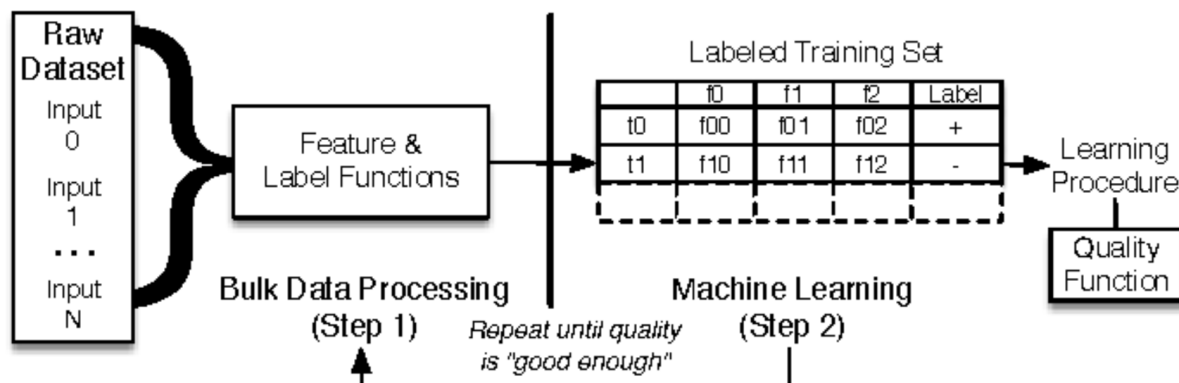 Raw
Dataset
Input
0
Input
1
...
Input
N
Feature &
Label Functions
Bulk Data Processing
(Step 1)
Repeat until quality
is "good enough"
Labeled Training Set
f0 f1 f2 Label
t0 f00 f01 f02 +
t1 f10 f11 f12 -
Machine Learning
(Step 2)
Learning
Procedure
Quality
Function